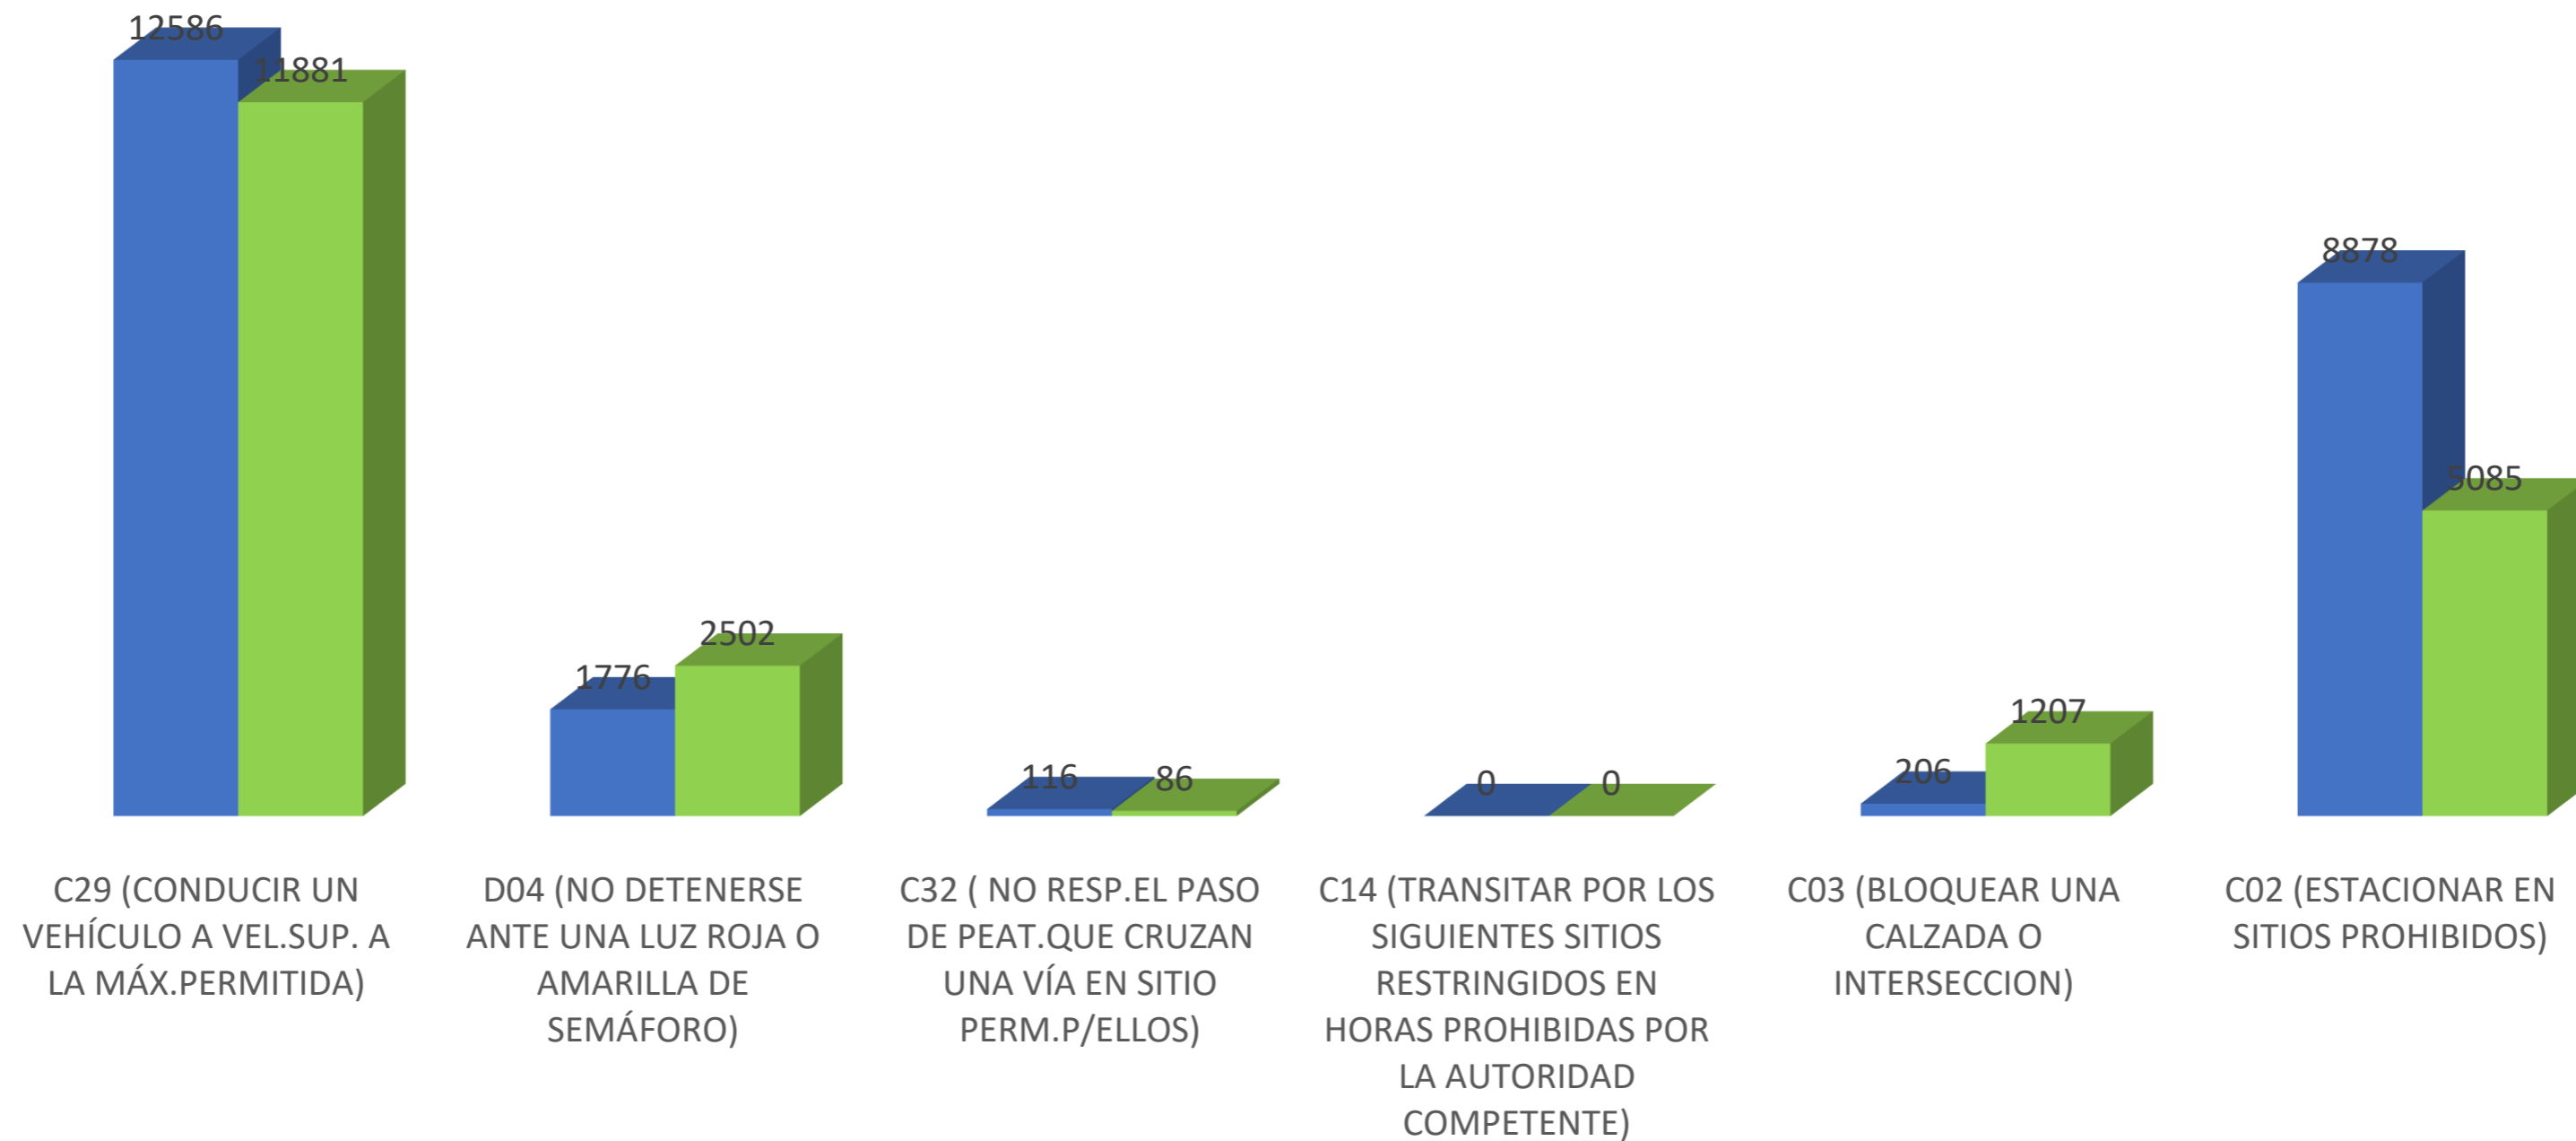 12586
11881
1776
2502
116
86
0
0
206
1207
8878
5085
C29 (CONDUCIR UN
VEHÍCULO A VEL.SUP. A
LA MÁX.PERMITIDA)
D04 (NO DETENERSE
ANTE UNA LUZ ROJA O
AMARILLA DE
SEMÁFORO)
C32 ( NO RESP.EL PASO
DE PEAT.QUE CRUZAN
UNA VÍA EN SITIO
PERM.P/ELLOS)
C14 (TRANSITAR POR LOS
SIGUIENTES SITIOS
RESTRINGIDOS EN
HORAS PROHIBIDAS POR
LA AUTORIDAD
COMPETENTE)
C03 (BLOQUEAR UNA
CALZADA O
INTERSECCION)
C02 (ESTACIONAR EN
SITIOS PROHIBIDOS)